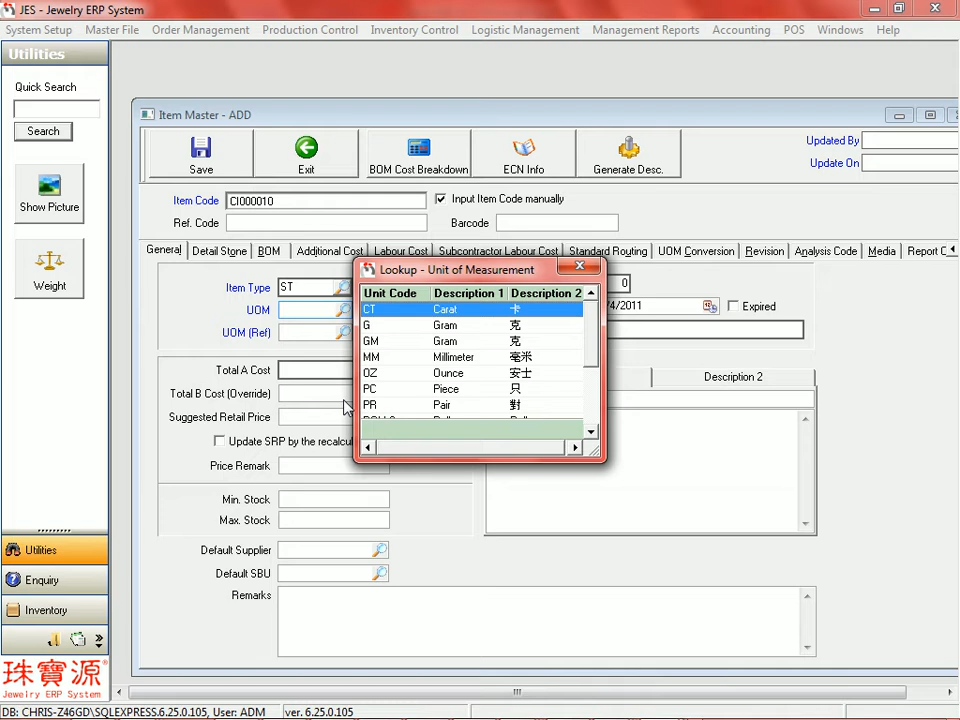 JES - Jewelry ERP System
System Setup Master File Order Management Production Control Inventory Control Logistic Management Management Reports Accounting POS Windows Help
Utilities
Quick Search
Search
Show Picture
Weight
Utilities
Enquiry
Inventory
珠寶源
Jewelry ERP System
Item Master - ADD
Save Exit BOM Cost Breakdown ECN Info Generate Desc.
Updated By
Update On
Item Code CI000010 Input Item Code manually
Ref. Code Barcode
General Detail Stone BOM Additional Cost Labour Cost Subcontractor Labour Cost Standard Routing UOM Conversion Revision Analysis Code Media Report C
Item Type ST 0
UOM /4/2011 Expired
UOM (Ref)
Total A Cost
Description 2
Total B Cost (Override)
Suggested Retail Price
Update SRP by the recalcu
Price Remark
Min. Stock
Max. Stock
Default Supplier
Default SBU
Remarks
Lookup - Unit of Measurement
Unit Code Description 1 Description 2
CT Carat 卡
G Gram 克
GM Gram 克
MM Millimeter 毫米
OZ Ounce 安士
PC Piece 只
PR Pair 對
DB: CHRIS-Z46GD\SQLEXPRESS.6.25.0.105, User: ADM ver. 6.25.0.105